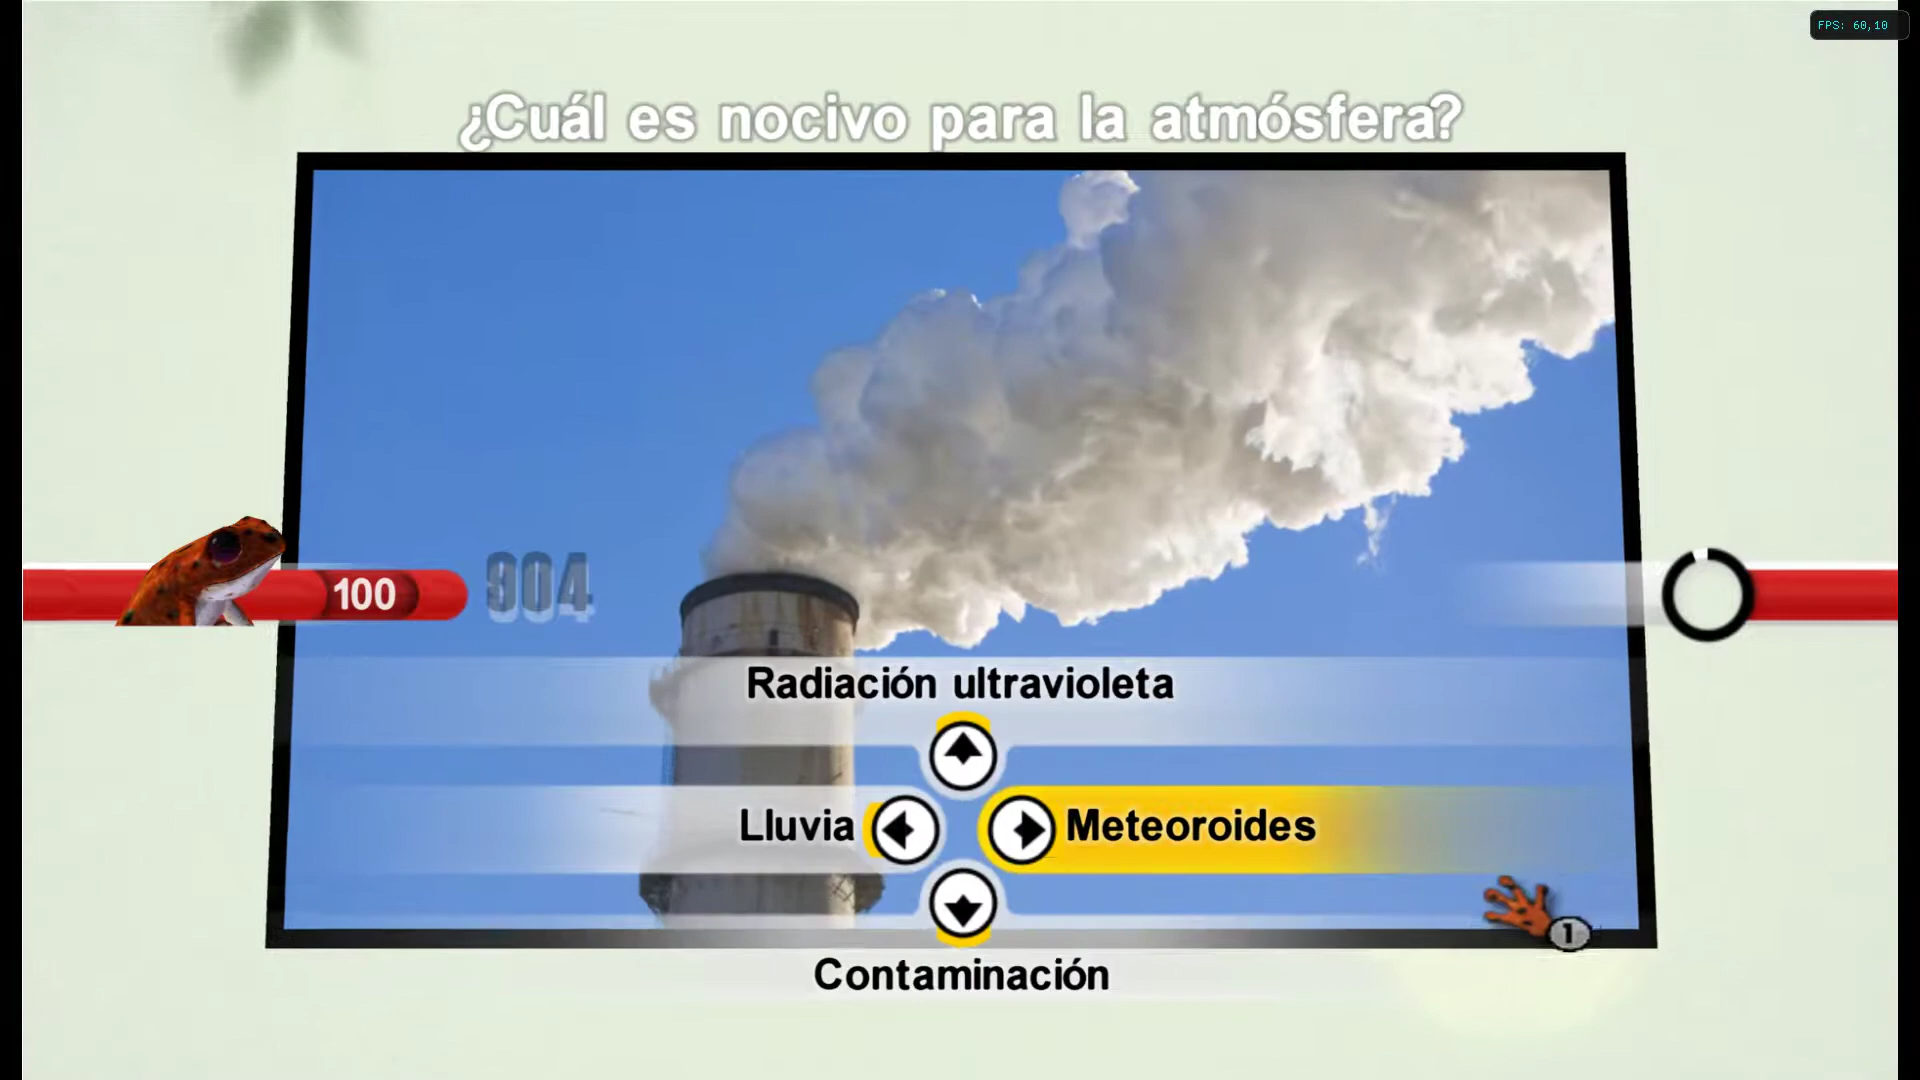 FPS: 60,10
¿Cuál es nocivo para la atmósfera?
100
904
Radiación ultravioleta
Lluvia
Meteoroides
1
Contaminación